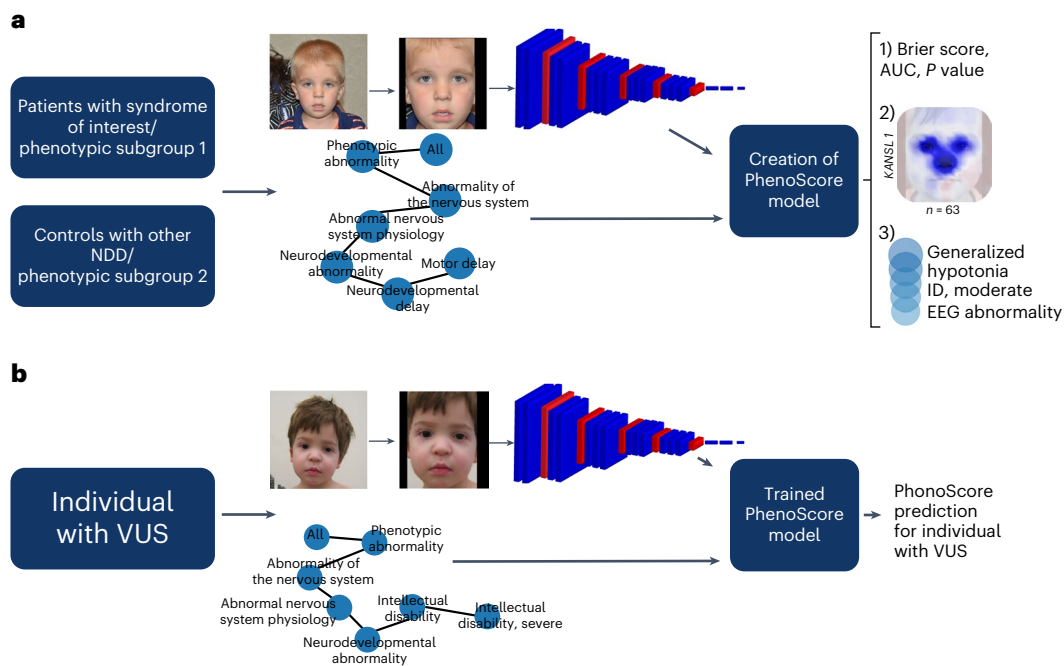 a
Patients with syndrome
of interest/
phenotypic subgroup 1
Controls with other
NDD/
phenotypic subgroup 2
Phenotypic
abnormality
All
Abnormality of
the nervous system
Abnormal nervous
system physiology
Neurodevelopmental
abnormality
Motor delay
Neurodevelopmental
delay
Creation of
PhenoScore
model
1) Brier score,
AUC, P value
2)
KANSL1
n = 63
3)
Generalized
hypotonia
ID, moderate
EEG abnormality
b
Individual
with VUS
All
Phenotypic
abnormality
Abnormality of
the nervous system
Abnormal nervous
system physiology
Intellectual
disability
Intellectual
disability, severe
Neurodevelopmental
abnormality
Trained
PhenoScore
model
PhonoScore
prediction
for individual
with VUS